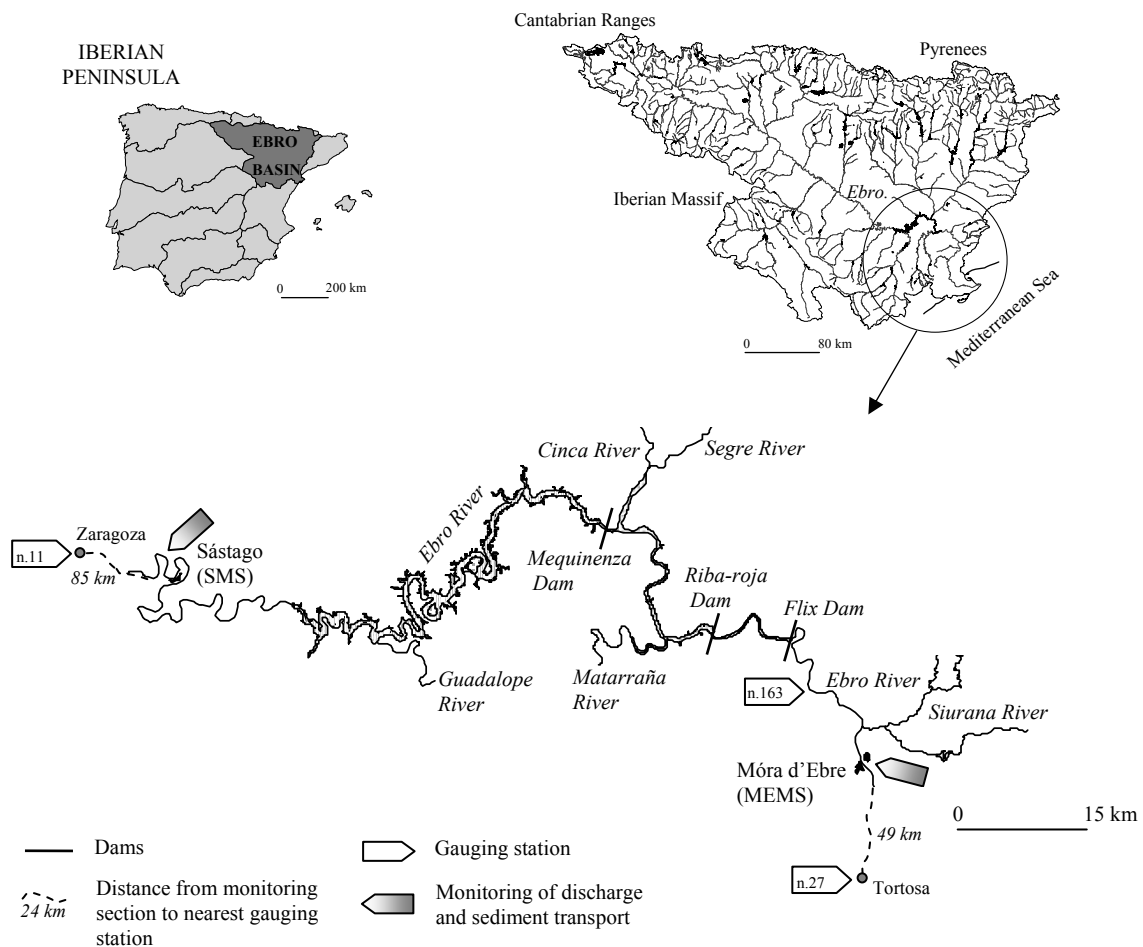 IBERIAN
PENINSULA
EBRO
BASIN
0 200 km
Cantabrian Ranges
Pyrenees
Iberian Massif
Ebro.
Mediterranean Sea
0 80 km
Cinca River
Segre River
Ebro River
Zaragoza
n.11
85 km
Sástago
(SMS)
Mequinenza
Dam
Riba-roja
Dam
Flix Dam
Guadalope
River
Matarraña
River
n.163
Ebro River
Siurana River
Móra d’Ebre
(MEMS)
0 15 km
49 km
n.27
Tortosa
Dams
Gauging station
24 km
Distance from monitoring
section to nearest gauging
station
Monitoring of discharge
and sediment transport